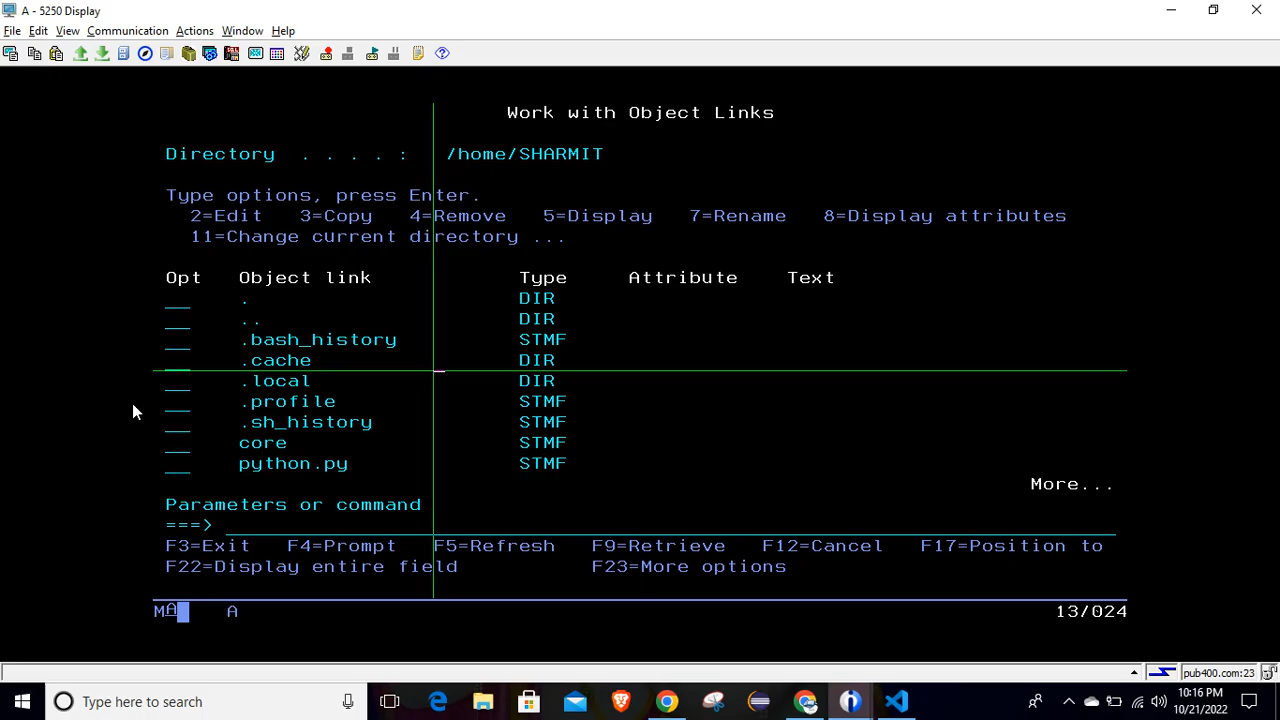 A - 5250 Display
File Edit View Communication Actions Window Help
Work with Object Links
Directory . . . . : /home/SHARMIT
Type options, press Enter.
2=Edit 3=Copy 4=Remove 5=Display 7=Rename 8=Display attributes
11=Change current directory ...
Opt Object link Type Attribute Text
. DIR
.. DIR
.bash_history STMF
.cache DIR
.local DIR
.profile STMF
.sh_history STMF
core STMF
python.py STMF
More...
Parameters or command
===>
F3=Exit F4=Prompt F5=Refresh F9=Retrieve F12=Cancel F17=Position to
F22=Display entire field F23=More options
MA A 13/024
pub400.com:23
Type here to search
10:16 PM
10/21/2022